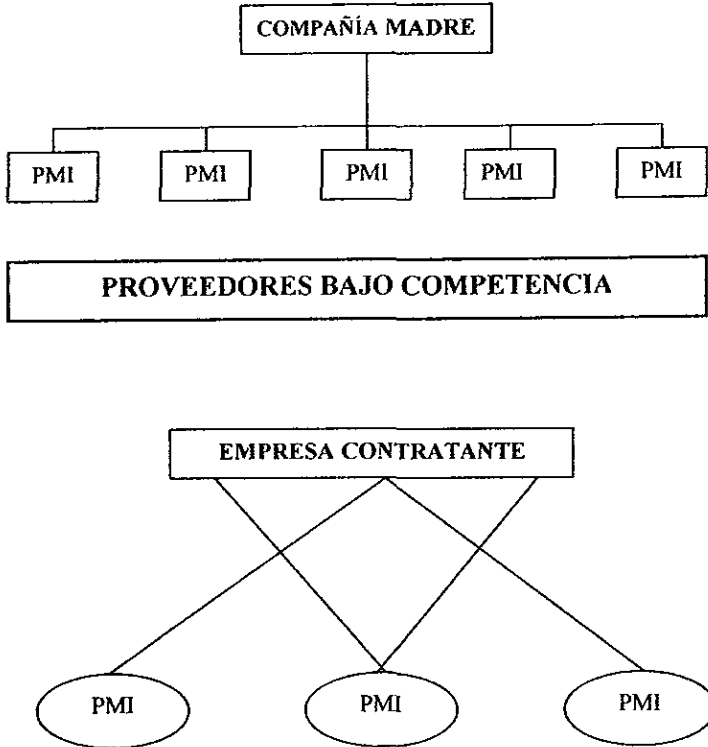 COMPAÑÍA MADRE
PMI PMI PMI PMI PMI
PROVEEDORES BAJO COMPETENCIA
EMPRESA CONTRATANTE
PMI PMI PMI